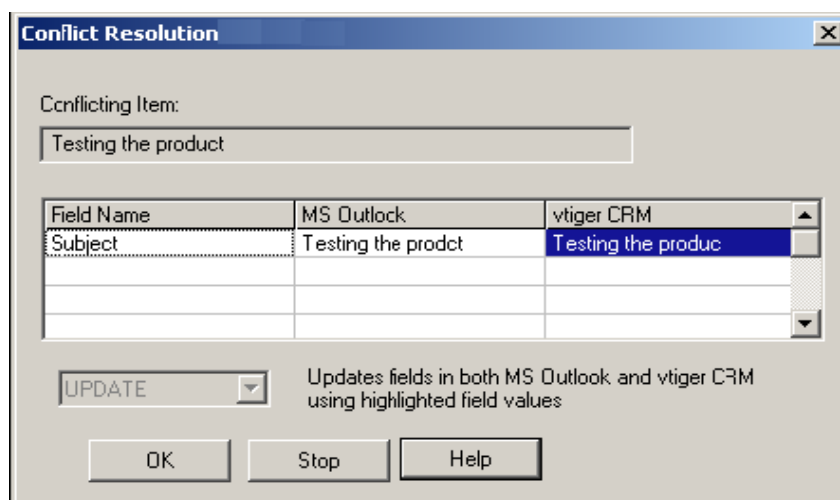 Conflict Resolution
Conflicting Item:
Testing the product
Field Name MS Outlock vtiger CRM
Subject Testing the prodct Testing the produc
UPDATE Updates fields in both MS Outlook and vtiger CRM
using highlighted field values
OK Stop Help